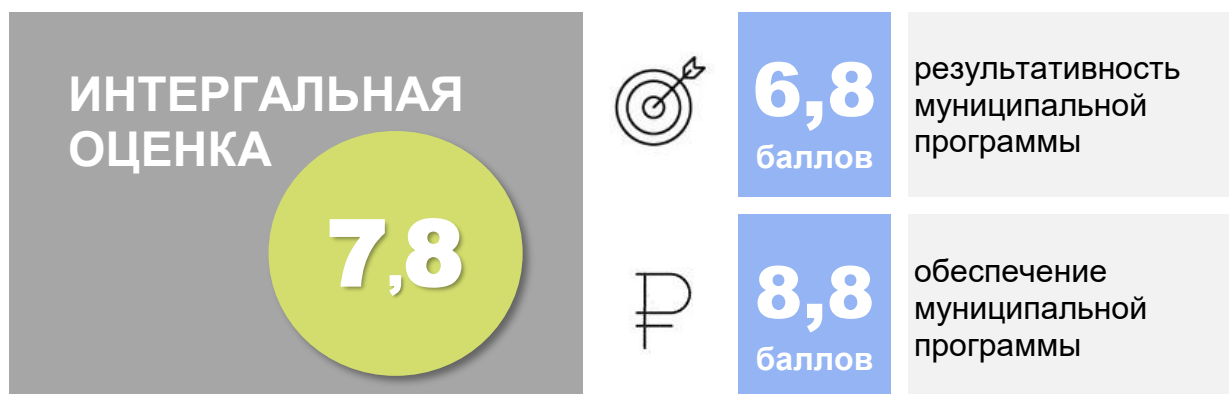 ИНТЕРГАЛЬНАЯ
ОЦЕНКА
7,8
6,8
баллов
результативность
муниципальной
программы
8,8
баллов
обеспечение
муниципальной
программы